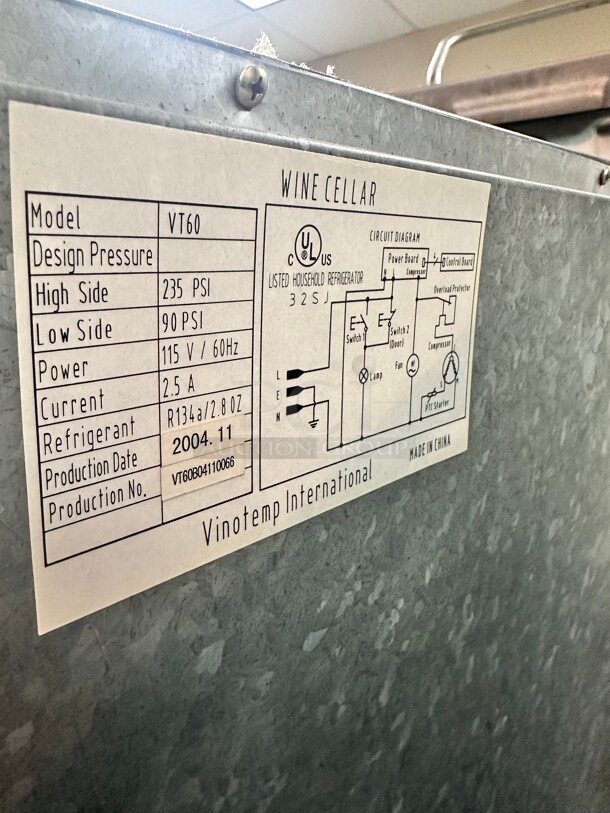 WINE CELLAR
Model VT60
Design Pressure
High Side 235 PSI
Low Side 90 PSI
Power 115 V / 60Hz
Current 2.5 A
Refrigerant R134a/2.8 OZ
Production Date 2004.11
Production No. VT60B04110066
C UL ® US
LISTED HOUSEHOLD REFRIGERATOR
32SJ
CIRCUIT DIAGRAM
Power Board
Control Board
N L Compressor
Overload Protector
Switch 1
Switch 2
(Door)
Compressor
Lamp
Fan
M
S
M
PTC Starter
L
E
N
MADE IN CHINA
Vinotemp International
AUCTION GROUP